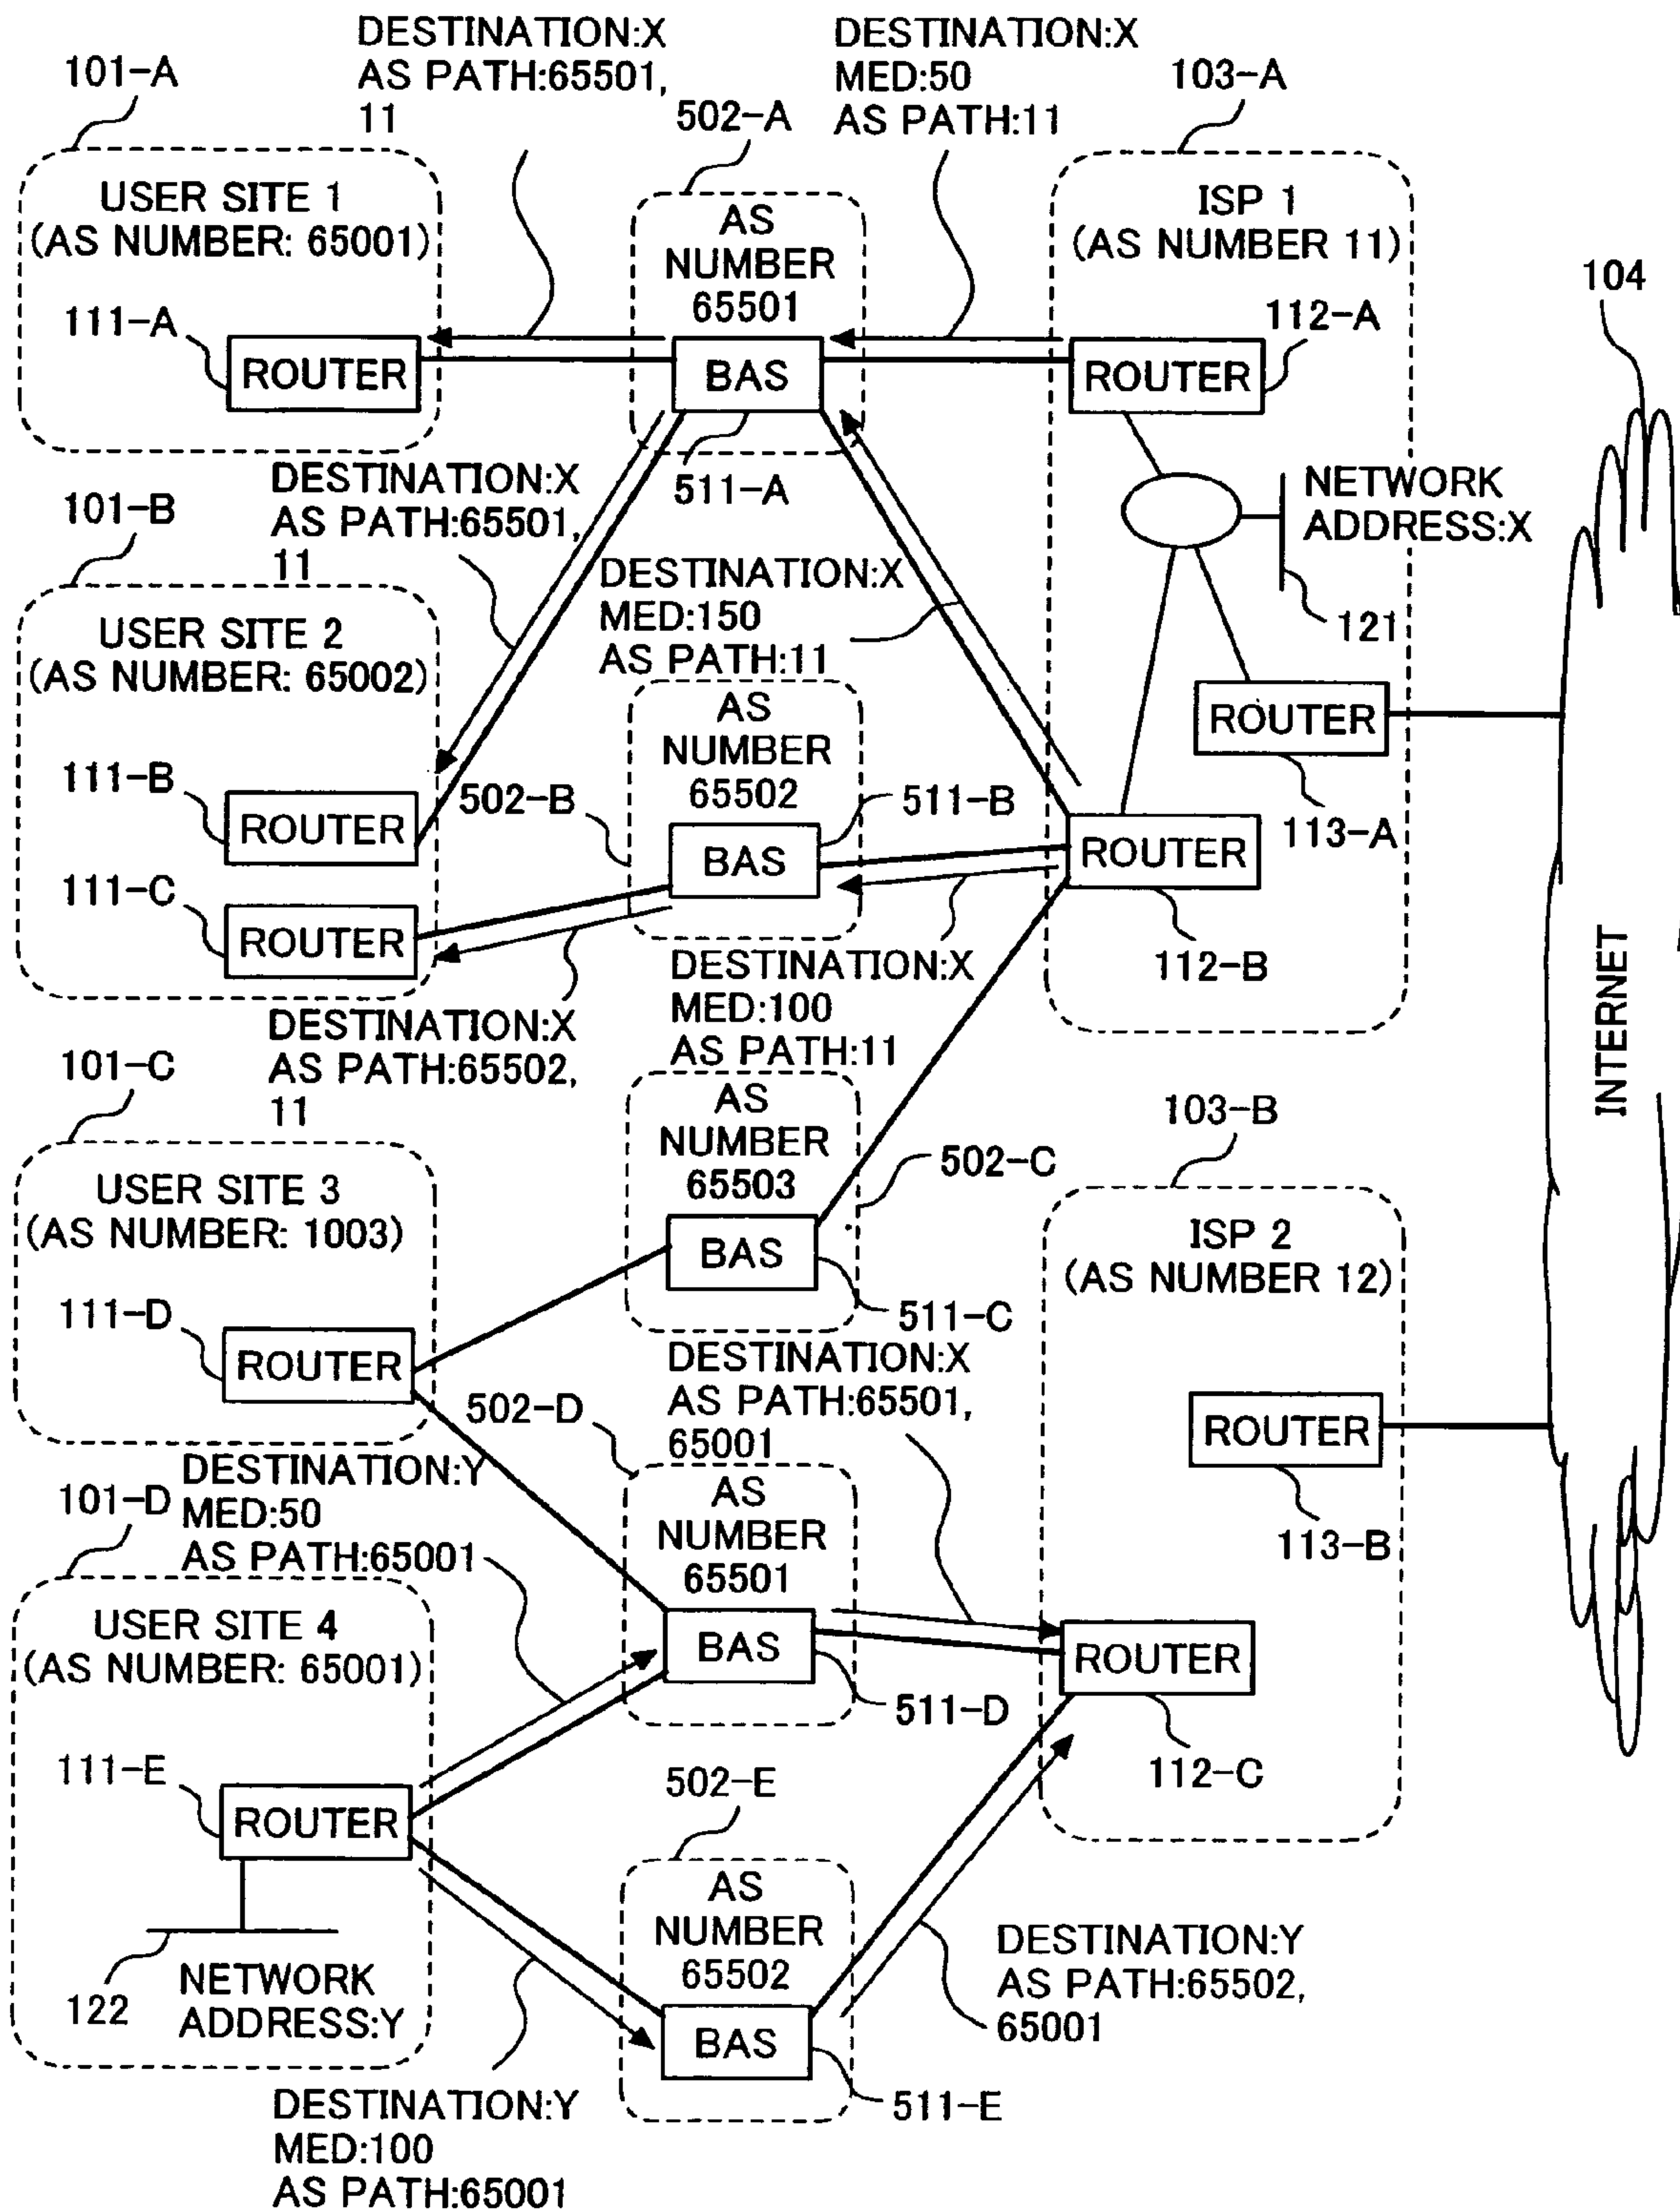 DESTINATION:X
AS PATH:65501,
11
DESTINATION:X
MED:50
AS PATH:11
101-A
502-A
103-A
USER SITE 1
(AS NUMBER: 65001)
AS
NUMBER
65501
ISP 1
(AS NUMBER 11)
104
111-A
ROUTER
BAS
ROUTER
112-A
511-A
101-B
DESTINATION:X
AS PATH:65501,
11
NETWORK
ADDRESS:X
121
DESTINATION:X
MED:150
AS PATH:11
USER SITE 2
(AS NUMBER: 65002)
AS
NUMBER
65502
ROUTER
113-A
111-B
ROUTER
502-B
511-B
BAS
ROUTER
111-C
ROUTER
112-B
INTERNET
DESTINATION:X
MED:100
AS PATH:11
DESTINATION:X
AS PATH:65502,
11
101-C
AS
NUMBER
65503
103-B
502-C
USER SITE 3
(AS NUMBER: 1003)
BAS
ISP 2
(AS NUMBER 12)
111-D
ROUTER
511-C
DESTINATION:X
AS PATH:65501,
65001
502-D
ROUTER
113-B
DESTINATION:Y
MED:50
AS PATH:65001
101-D
AS
NUMBER
65501
USER SITE 4
(AS NUMBER: 65001)
BAS
ROUTER
511-D
112-C
111-E
ROUTER
502-E
AS
NUMBER
65502
122
NETWORK
ADDRESS:Y
DESTINATION:Y
AS PATH:65502,
65001
BAS
511-E
DESTINATION:Y
MED:100
AS PATH:65001